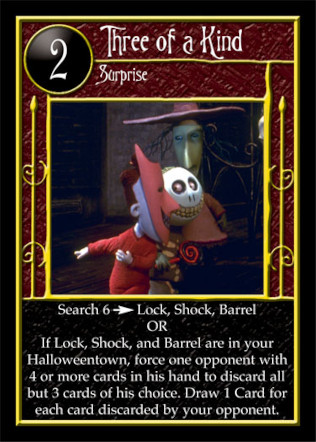 2
Three of a Kind
Surprise
Search 6 → Lock, Shock, Barrel
OR
If Lock, Shock, and Barrel are in your
Halloweentown, force one opponent with
4 or more cards in his hand to discard all
but 3 cards of his choice. Draw 1 Card for
each card discarded by your opponent.